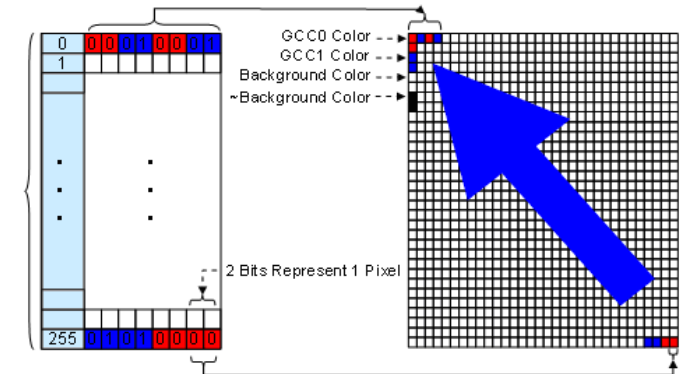 0 0 0 0 1 0 0 0 1
1
255 0 1 0 1 0 0 0 0
GCC0 Color
GCC1 Color
Background Color
~Background Color
2 Bits Represent 1 Pixel